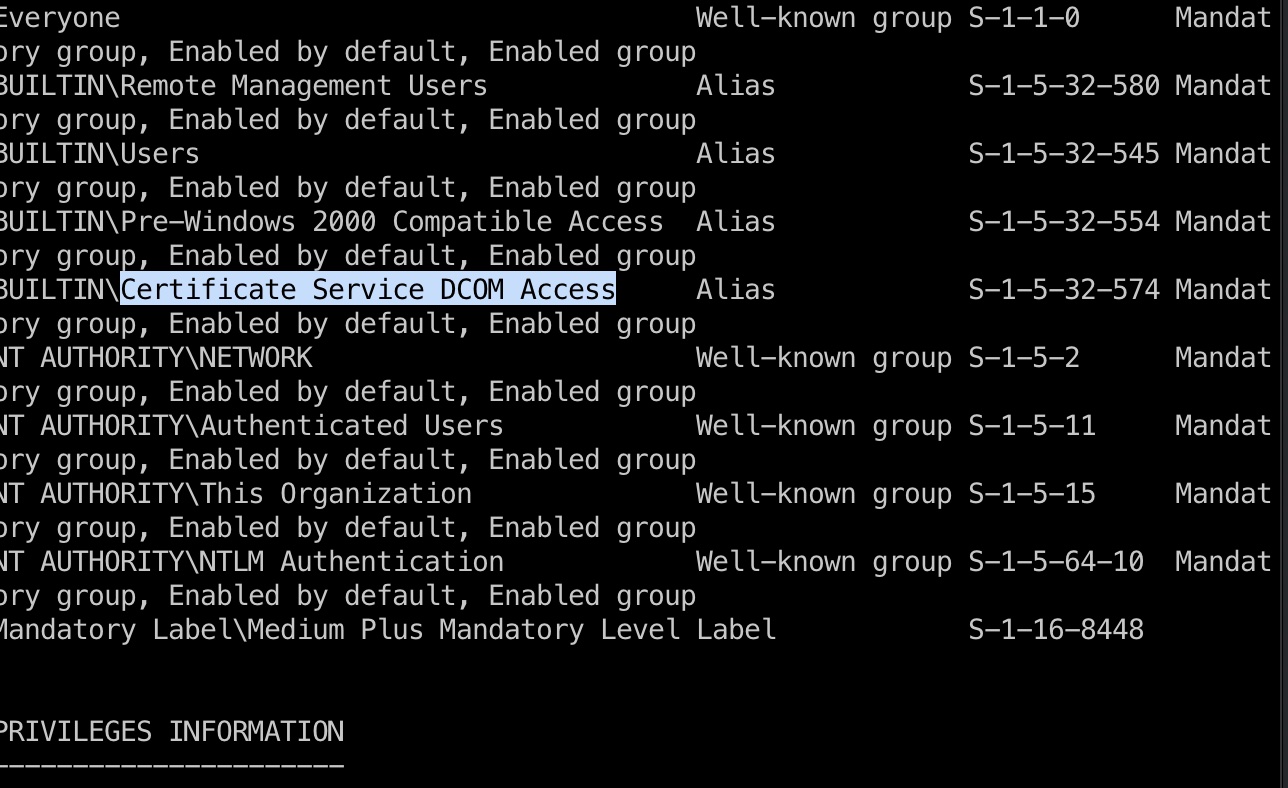 Everyone Well-known group S-1-1-0 Mandat
ory group, Enabled by default, Enabled group
BUILTIN\Remote Management Users Alias S-1-5-32-580 Mandat
ory group, Enabled by default, Enabled group
BUILTIN\Users Alias S-1-5-32-545 Mandat
ory group, Enabled by default, Enabled group
BUILTIN\Pre-Windows 2000 Compatible Access Alias S-1-5-32-554 Mandat
ory group, Enabled by default, Enabled group
BUILTIN\Certificate Service DCOM Access Alias S-1-5-32-574 Mandat
ory group, Enabled by default, Enabled group
NT AUTHORITY\NETWORK Well-known group S-1-5-2 Mandat
ory group, Enabled by default, Enabled group
NT AUTHORITY\Authenticated Users Well-known group S-1-5-11 Mandat
ory group, Enabled by default, Enabled group
NT AUTHORITY\This Organization Well-known group S-1-5-15 Mandat
ory group, Enabled by default, Enabled group
NT AUTHORITY\NTLM Authentication Well-known group S-1-5-64-10 Mandat
ory group, Enabled by default, Enabled group
Mandatory Label\Medium Plus Mandatory Level Label S-1-16-8448
PRIVILEGES INFORMATION
----------------------